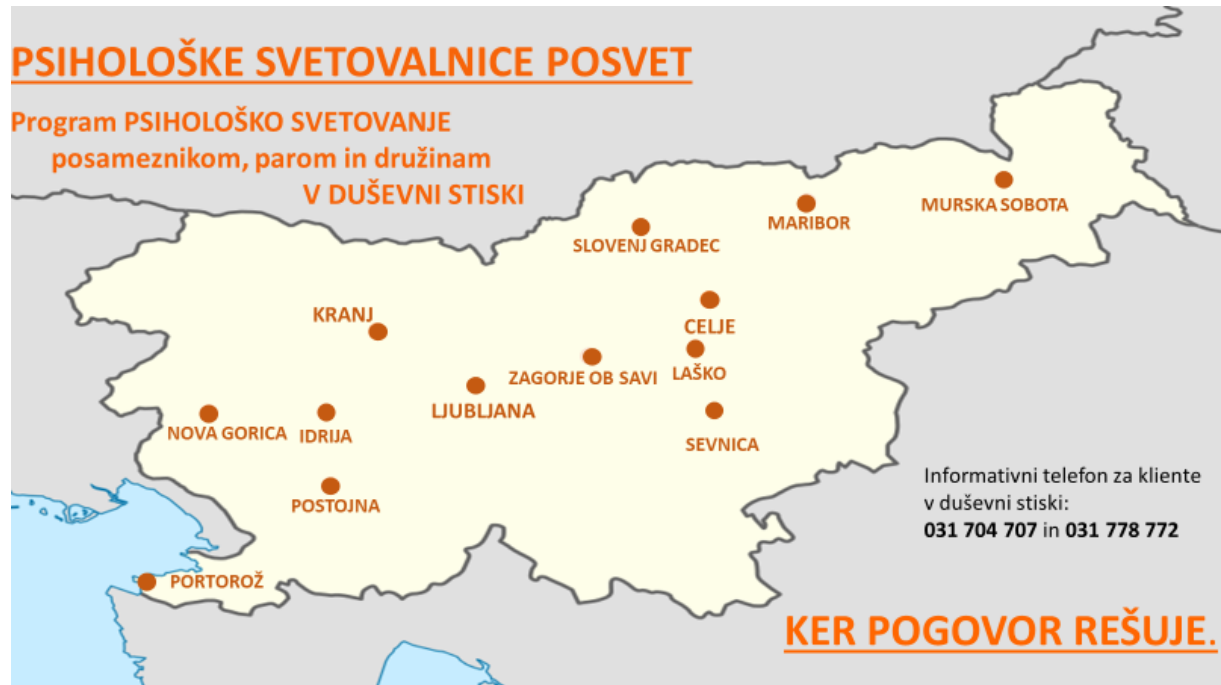 PSIHOLOŠKE SVETOVALNICE POSVET
Program PSIHOLOŠKO SVETOVANJE
posameznikom, parom in družinam
V DUŠEVNI STISKI
MURSKA SOBOTA
MARIBOR
SLOVENJ GRADEC
KRANJ
CELJE
ZAGORJE OB SAVI
LAŠKO
LJUBLJANA
NOVA GORICA
IDRIJA
SEVNICA
POSTOJNA
PORTOROŽ
Informativni telefon za kliente
v duševni stiski:
031 704 707 in 031 778 772
KER POGOVOR REŠUJE.